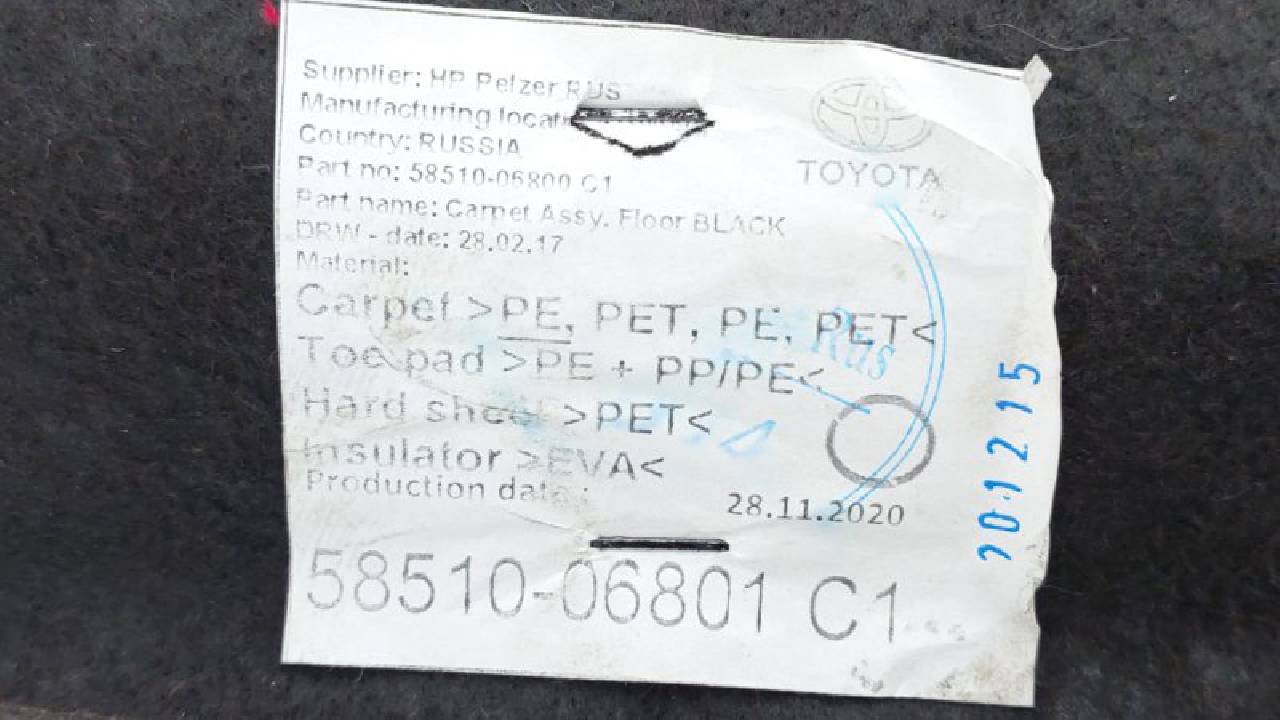 Supplier: HP Pelzer RUS
Manufacturing
Country: RUSSIA
Part no: 58510-06800 C1
Part name: Carpet Assy. Floor BLACK
DRW - date: 28.02.17
Material:
Carpet >PE, PET, PE, PET<
Toe pad >PE + PP/PE<
Hard sheet >PET<
Insulator >EVA<
Production date:
28.11.2020
58510-06801 C1
TOYOTA
Rus
201215